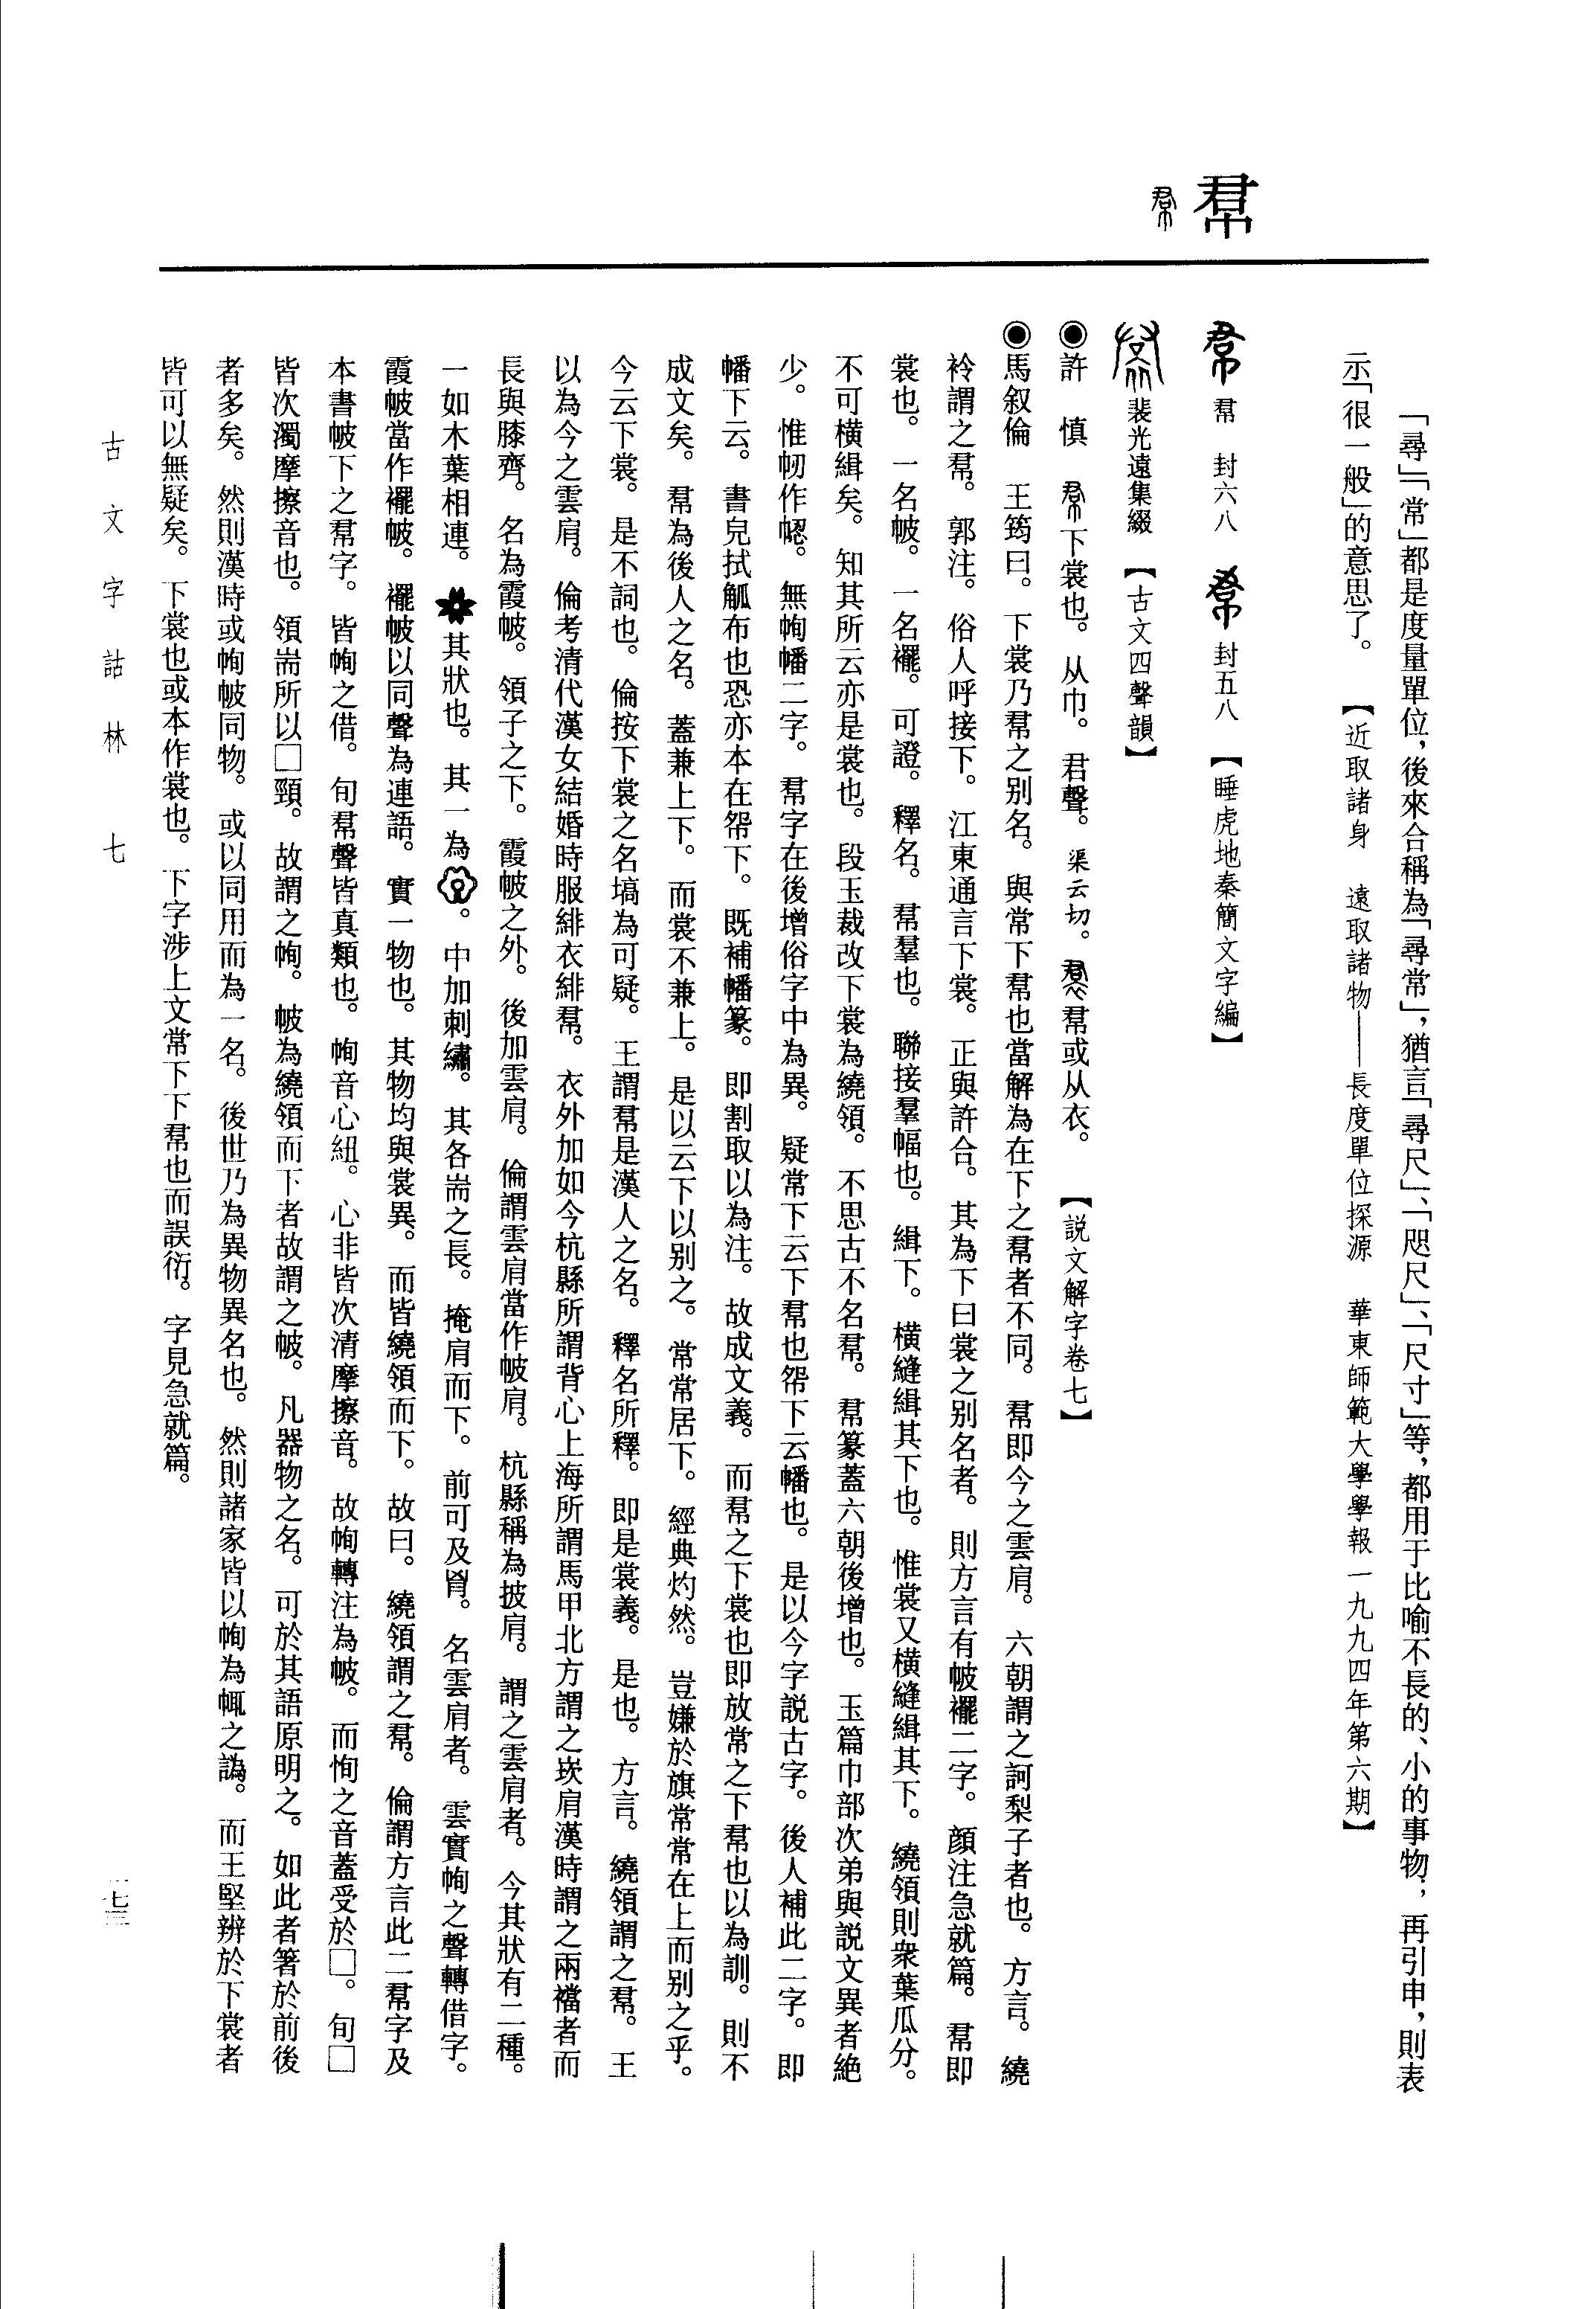 帬
「尋」「常」都是度量單位，後來合稱為「尋常」，猶言「尋尺」、「咫尺」、「尺寸」等，都用于比喻不長的、小的事物；再引申，則表
示「很一般」的意思了。　【近取諸身　遠取諸物——長度單位探源　華東師範大學學報一九九四年第六期】
帬　封六八　封五八　【睡虎地秦簡文字編】
裴光遠集綴　【古文四聲韻】
◉許　慎　帬下裳也。从巾。君聲。渠云切。裠帬或从衣。　【説文解字卷七】
◉馬叙倫　王筠曰。下裳乃帬之别名。與常下帬也當解為在下之帬者不同。帬即今之雲肩。六朝謂之訶梨子者也。方言。繞
衿謂之帬。郭注。俗人呼接下。江東通言下裳。正與許合。其為下曰裳之别名者。則方言有帔襬二字。顏注急就篇。帬即
裳也。一名帔。一名襬。可證。釋名。帬羣也。聯接羣幅也。緝下。橫縫緝其下也。惟裳又橫縫緝其下。繞領則衆葉瓜分。
不可橫緝矣。知其所云亦是裳也。段玉裁改下裳為繞領。不思古不名帬。帬篆蓋六朝後增也。玉篇巾部次弟與説文異者絶
少。惟㠴作㡇。無帕幡二字。帬字在後增俗字中為異。疑常下云下帬也帤下云幡也。是以今字説古字。後人補此二字。即
幡下云。書兒拭觚布也恐亦本在帤下。既補幡篆。即割取以為注。故成文義。而帬之下裳也即放常之下帬也以為訓。則不
成文矣。帬為後人之名。蓋兼上下。而裳不兼上。是以云下以别之。常常居下。經典灼然。豈嫌於旗常常在上而别之乎。
今云下裳。是不詞也。倫按下裳之名塙為可疑。王謂帬是漢人之名。釋名所釋。即是裳義。是也。方言。繞領謂之帬。王
以為今之雲肩。倫考清代漢女結婚時服緋衣緋帬。衣外加如今杭縣所謂背心上海所謂馬甲北方謂之崁肩漢時謂之兩襠者而
長與膝齊。名為霞帔。領子之下。霞帔之外。後加雲肩。倫謂雲肩當作帔肩。杭縣稱為披肩。謂之雲肩者。今其狀有二種。
一如木葉相連。其狀也。其一為。中加刺繡。其各耑之長。掩肩而下。前可及胷。名雲肩者。雲實帕之聲轉借字。
霞帔當作襬帔。襬帔以同聲為連語。實一物也。其物均與裳異。而皆繞領而下。故曰。繞領謂之帬。倫謂方言此二帬字及
本書帔下之帬字。皆帕之借。旬帬聲皆真類也。帕音心紐。心非皆次清摩擦音。故帕轉注為帔。而恂之音蓋受於□。旬□
皆次濁摩擦音也。領耑所以□頸。故謂之帕。帔為繞領而下者故謂之帔。凡器物之名。可於其語原明之。如此者箸於前後
者多矣。然則漢時或帕帔同物。或以同用而為一名。後世乃為異物異名也。然則諸家皆以帕為㡋之譌。而王堅辨於下裳者
皆可以無疑矣。下裳也或本作裳也。下字涉上文常下下帬也而誤衍。字見急就篇。
古文字詁林　七
一七三